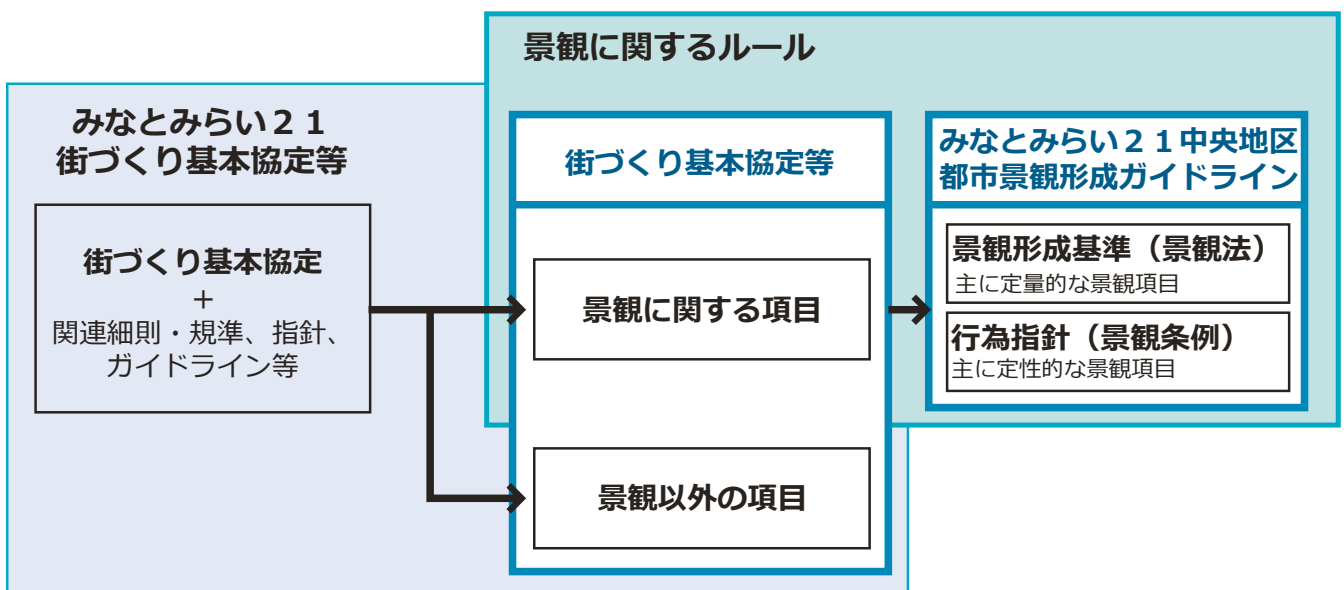 景観に関するルール
みなとみらい２１
街づくり基本協定等
街づくり基本協定
＋
関連細則・規準、指針、
ガイドライン等
街づくり基本協定等
景観に関する項目
景観以外の項目
みなとみらい２１中央地区
都市景観形成ガイドライン
景観形成基準（景観法）
主に定量的な景観項目
行為指針（景観条例）
主に定性的な景観項目